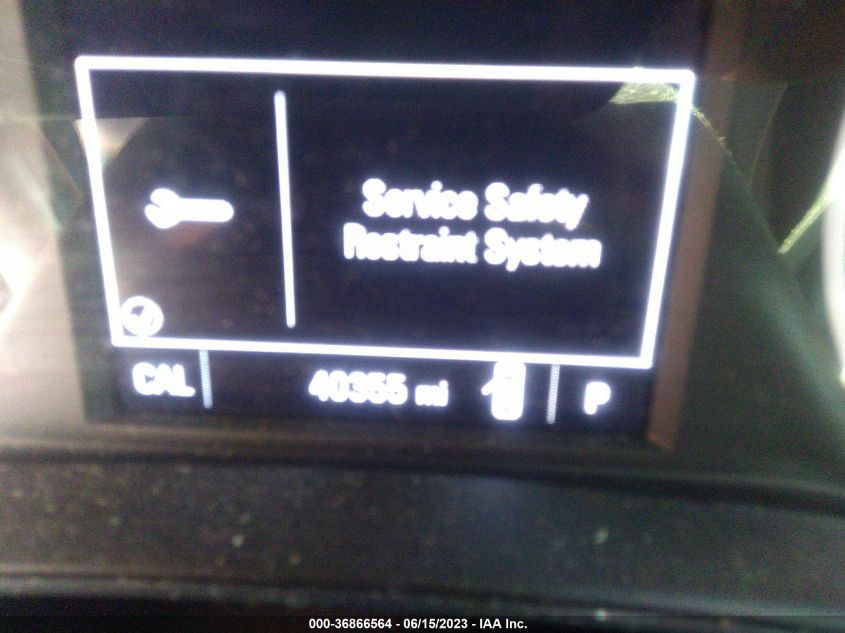 Service Safety
Restraint System
CAL 40355 mi P
000-36866564 - 06/15/2023 - IAA Inc.